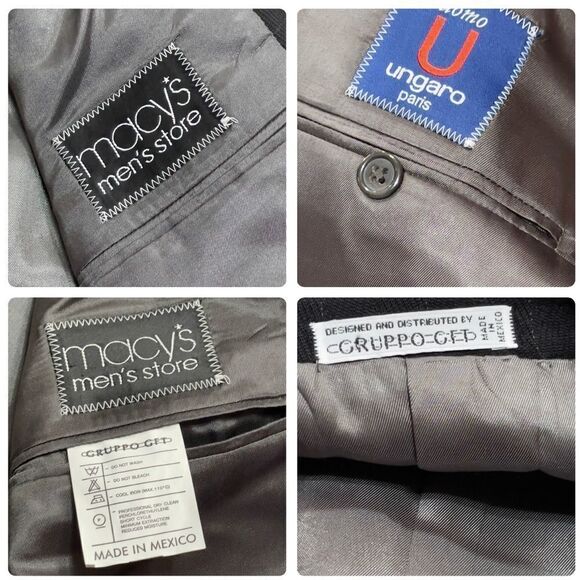 macy*s
men's store
uomo
U
ungaro
paris
macy*s
men's store
GRUPPO GFT
- DO NOT WASH
- DO NOT BLEACH
- COOL IRON (MAX. 110°C)
- PROFESSIONAL DRY CLEAN
PERCHLORETHYLENE
SHORT CYCLE
MINIMUM EXTRACTION
REDUCED MOISTURE
MADE IN MEXICO
DESIGNED AND DISTRIBUTED BY
GRUPPO GFT
MADE
IN
MEXICO